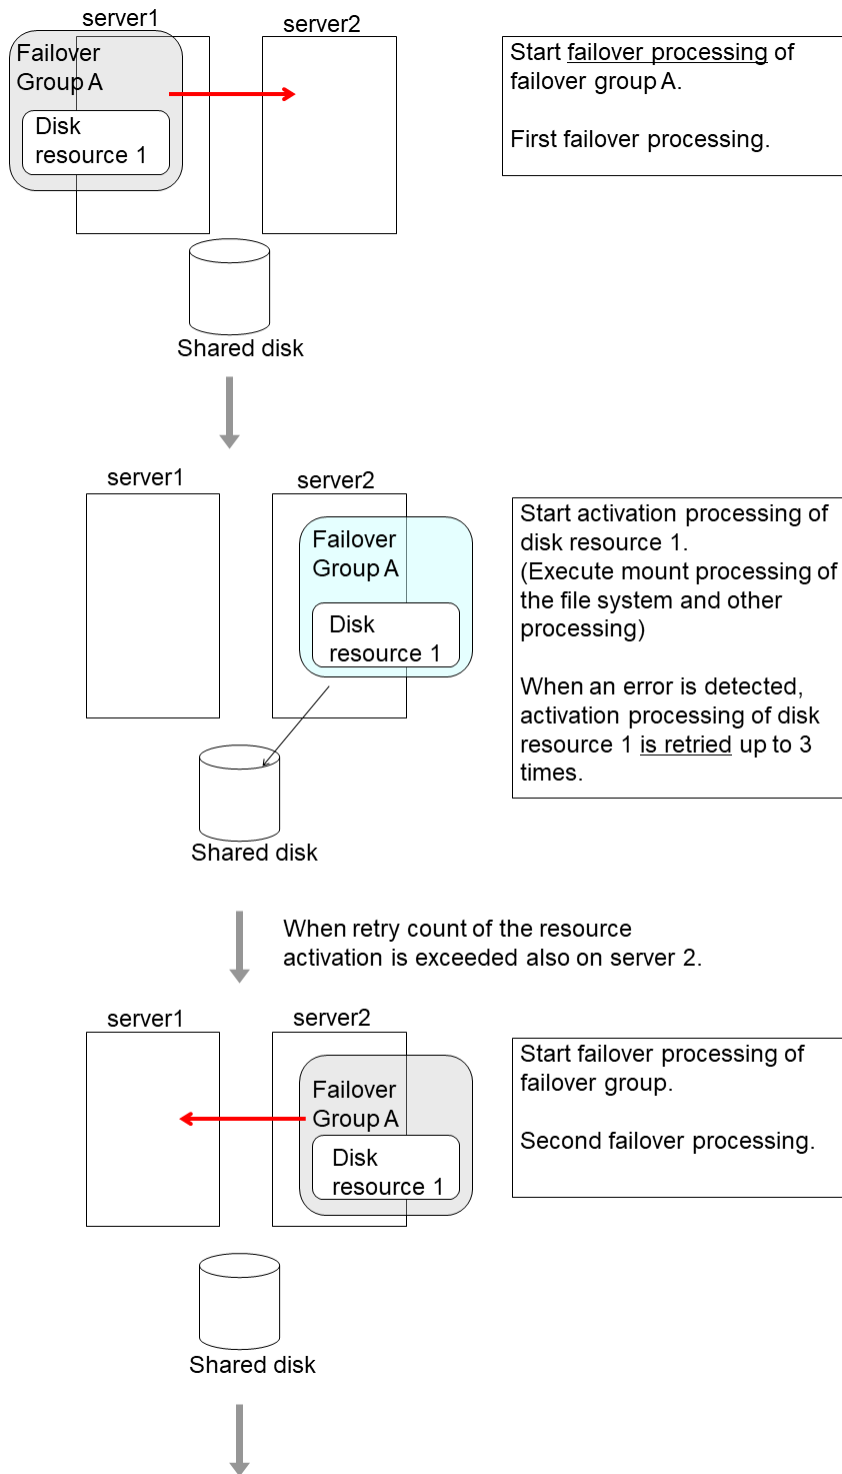 server1
server2
Failover
Group A
Disk
resource 1
Start failover processing of
failover group A.
First failover processing.
Shared disk
server1
server2
Failover
Group A
Disk
resource 1
Start activation processing of
disk resource 1.
(Execute mount processing of
the file system and other
processing)
When an error is detected,
activation processing of disk
resource 1 is retried up to 3
times.
Shared disk
When retry count of the resource
activation is exceeded also on server 2.
server1
server2
Failover
Group A
Disk
resource 1
Start failover processing of
failover group.
Second failover processing.
Shared disk